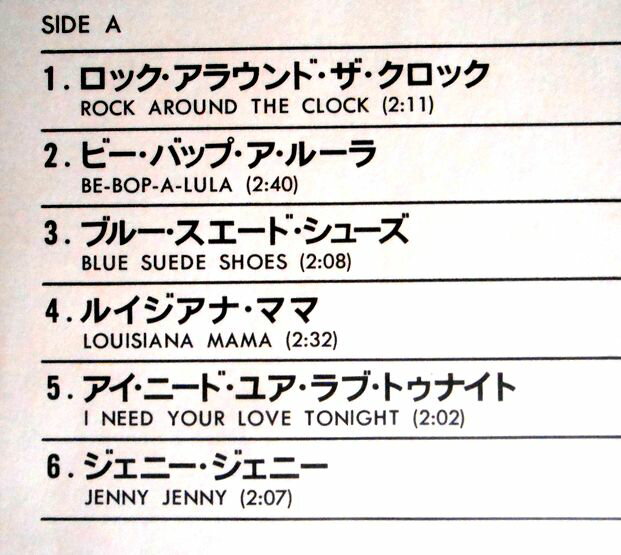 SIDE A
1. ロック・アラウンド・ザ・クロック
ROCK AROUND THE CLOCK (2:11)
2. ビー・バップ・ア・ルーラ
BE-BOP-A-LULA (2:40)
3. ブルー・スエード・シューズ
BLUE SUEDE SHOES (2:08)
4. ルイジアナ・ママ
LOUISIANA MAMA (2:32)
5. アイ・ニード・ユア・ラブ・トゥナイト
I NEED YOUR LOVE TONIGHT (2:02)
6. ジェニー・ジェニー
JENNY JENNY (2:07)